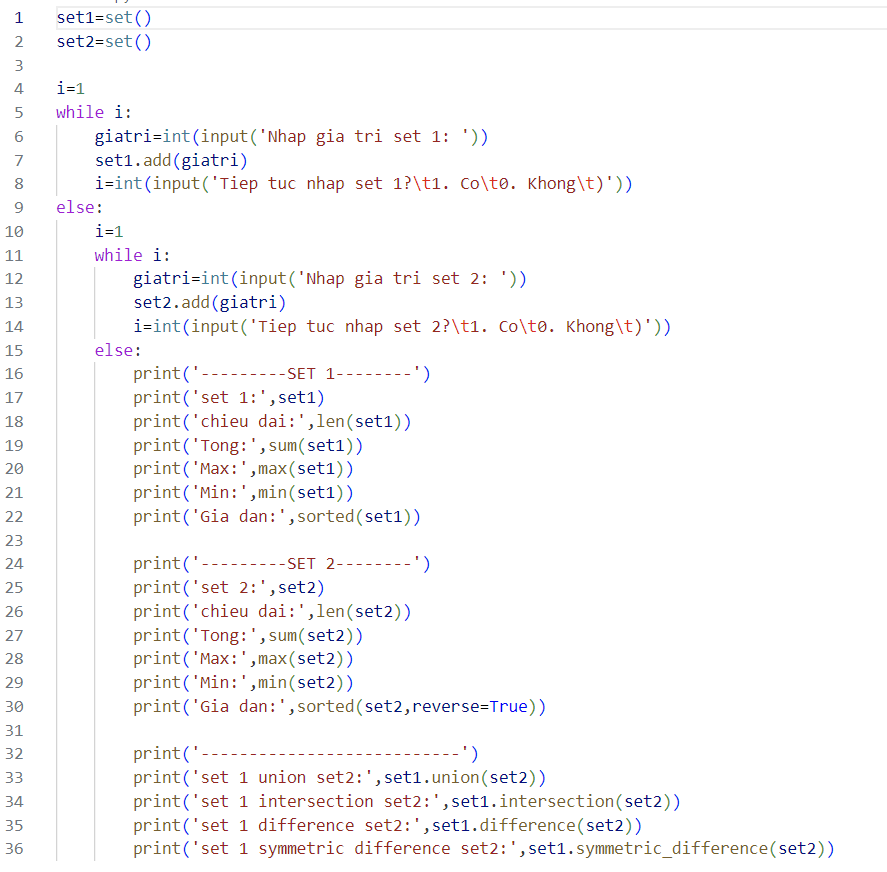 1 set1=set()
2 set2=set()
3
4 i=1
5 while i:
6     giatri=int(input('Nhap gia tri set 1: '))
7     set1.add(giatri)
8     i=int(input('Tiep tuc nhap set 1?\t1. Co\t0. Khong\t)'))
9 else:
10     i=1
11     while i:
12         giatri=int(input('Nhap gia tri set 2: '))
13         set2.add(giatri)
14         i=int(input('Tiep tuc nhap set 2?\t1. Co\t0. Khong\t)'))
15     else:
16         print('---------SET 1--------')
17         print('set 1:',set1)
18         print('chieu dai:',len(set1))
19         print('Tong:',sum(set1))
20         print('Max:',max(set1))
21         print('Min:',min(set1))
22         print('Gia dan:',sorted(set1))
23
24         print('---------SET 2--------')
25         print('set 2:',set2)
26         print('chieu dai:',len(set2))
27         print('Tong:',sum(set2))
28         print('Max:',max(set2))
29         print('Min:',min(set2))
30         print('Gia dan:',sorted(set2,reverse=True))
31
32         print('---------------------------')
33         print('set 1 union set2:',set1.union(set2))
34         print('set 1 intersection set2:',set1.intersection(set2))
35         print('set 1 difference set2:',set1.difference(set2))
36         print('set 1 symmetric difference set2:',set1.symmetric_difference(set2))